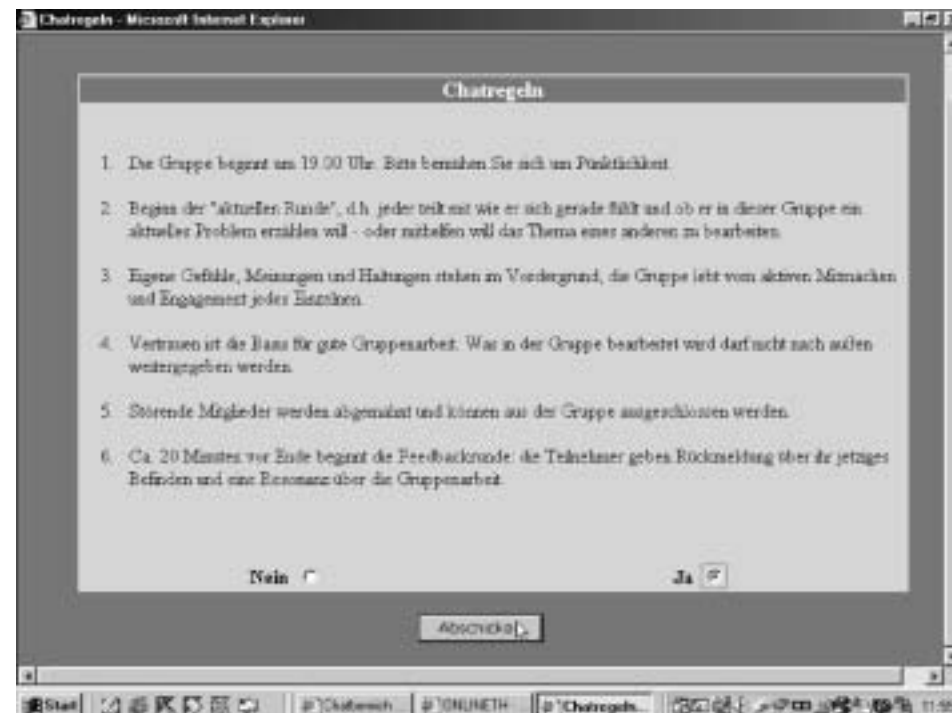 Chatregeln - Microsoft Internet Explorer
Chatregeln
1. Die Gruppe beginnt um 19.00 Uhr. Bitte bemühen Sie sich um Pünktlichkeit.
2. Beginn der "aktuellen Runde", d.h. jeder teilt mit wie er sich gerade fühlt und ob er in dieser Gruppe ein
aktuelles Problem erzählen will - oder mithelfen will das Thema eines anderen zu bearbeiten.
3. Eigene Gefühle, Meinungen und Haltungen stehen im Vordergrund, die Gruppe lebt vom aktiven Mitmachen
und Engagement jedes Einzelnen.
4. Vertrauen ist die Basis für gute Gruppenarbeit. Was in der Gruppe bearbeitet wird darf nicht nach außen
weitergegeben werden.
5. Störende Mitglieder werden abgemahnt und können aus der Gruppe ausgeschlossen werden.
6. Ca. 20 Minuten vor Ende beginnt die Feedbackrunde: die Teilnehmer geben Rückmeldung über ihr jetziges
Befinden und eine Resonanz über die Gruppenarbeit.
Nein Ja
Abschicken
Start Chatbereich Chatregeln...